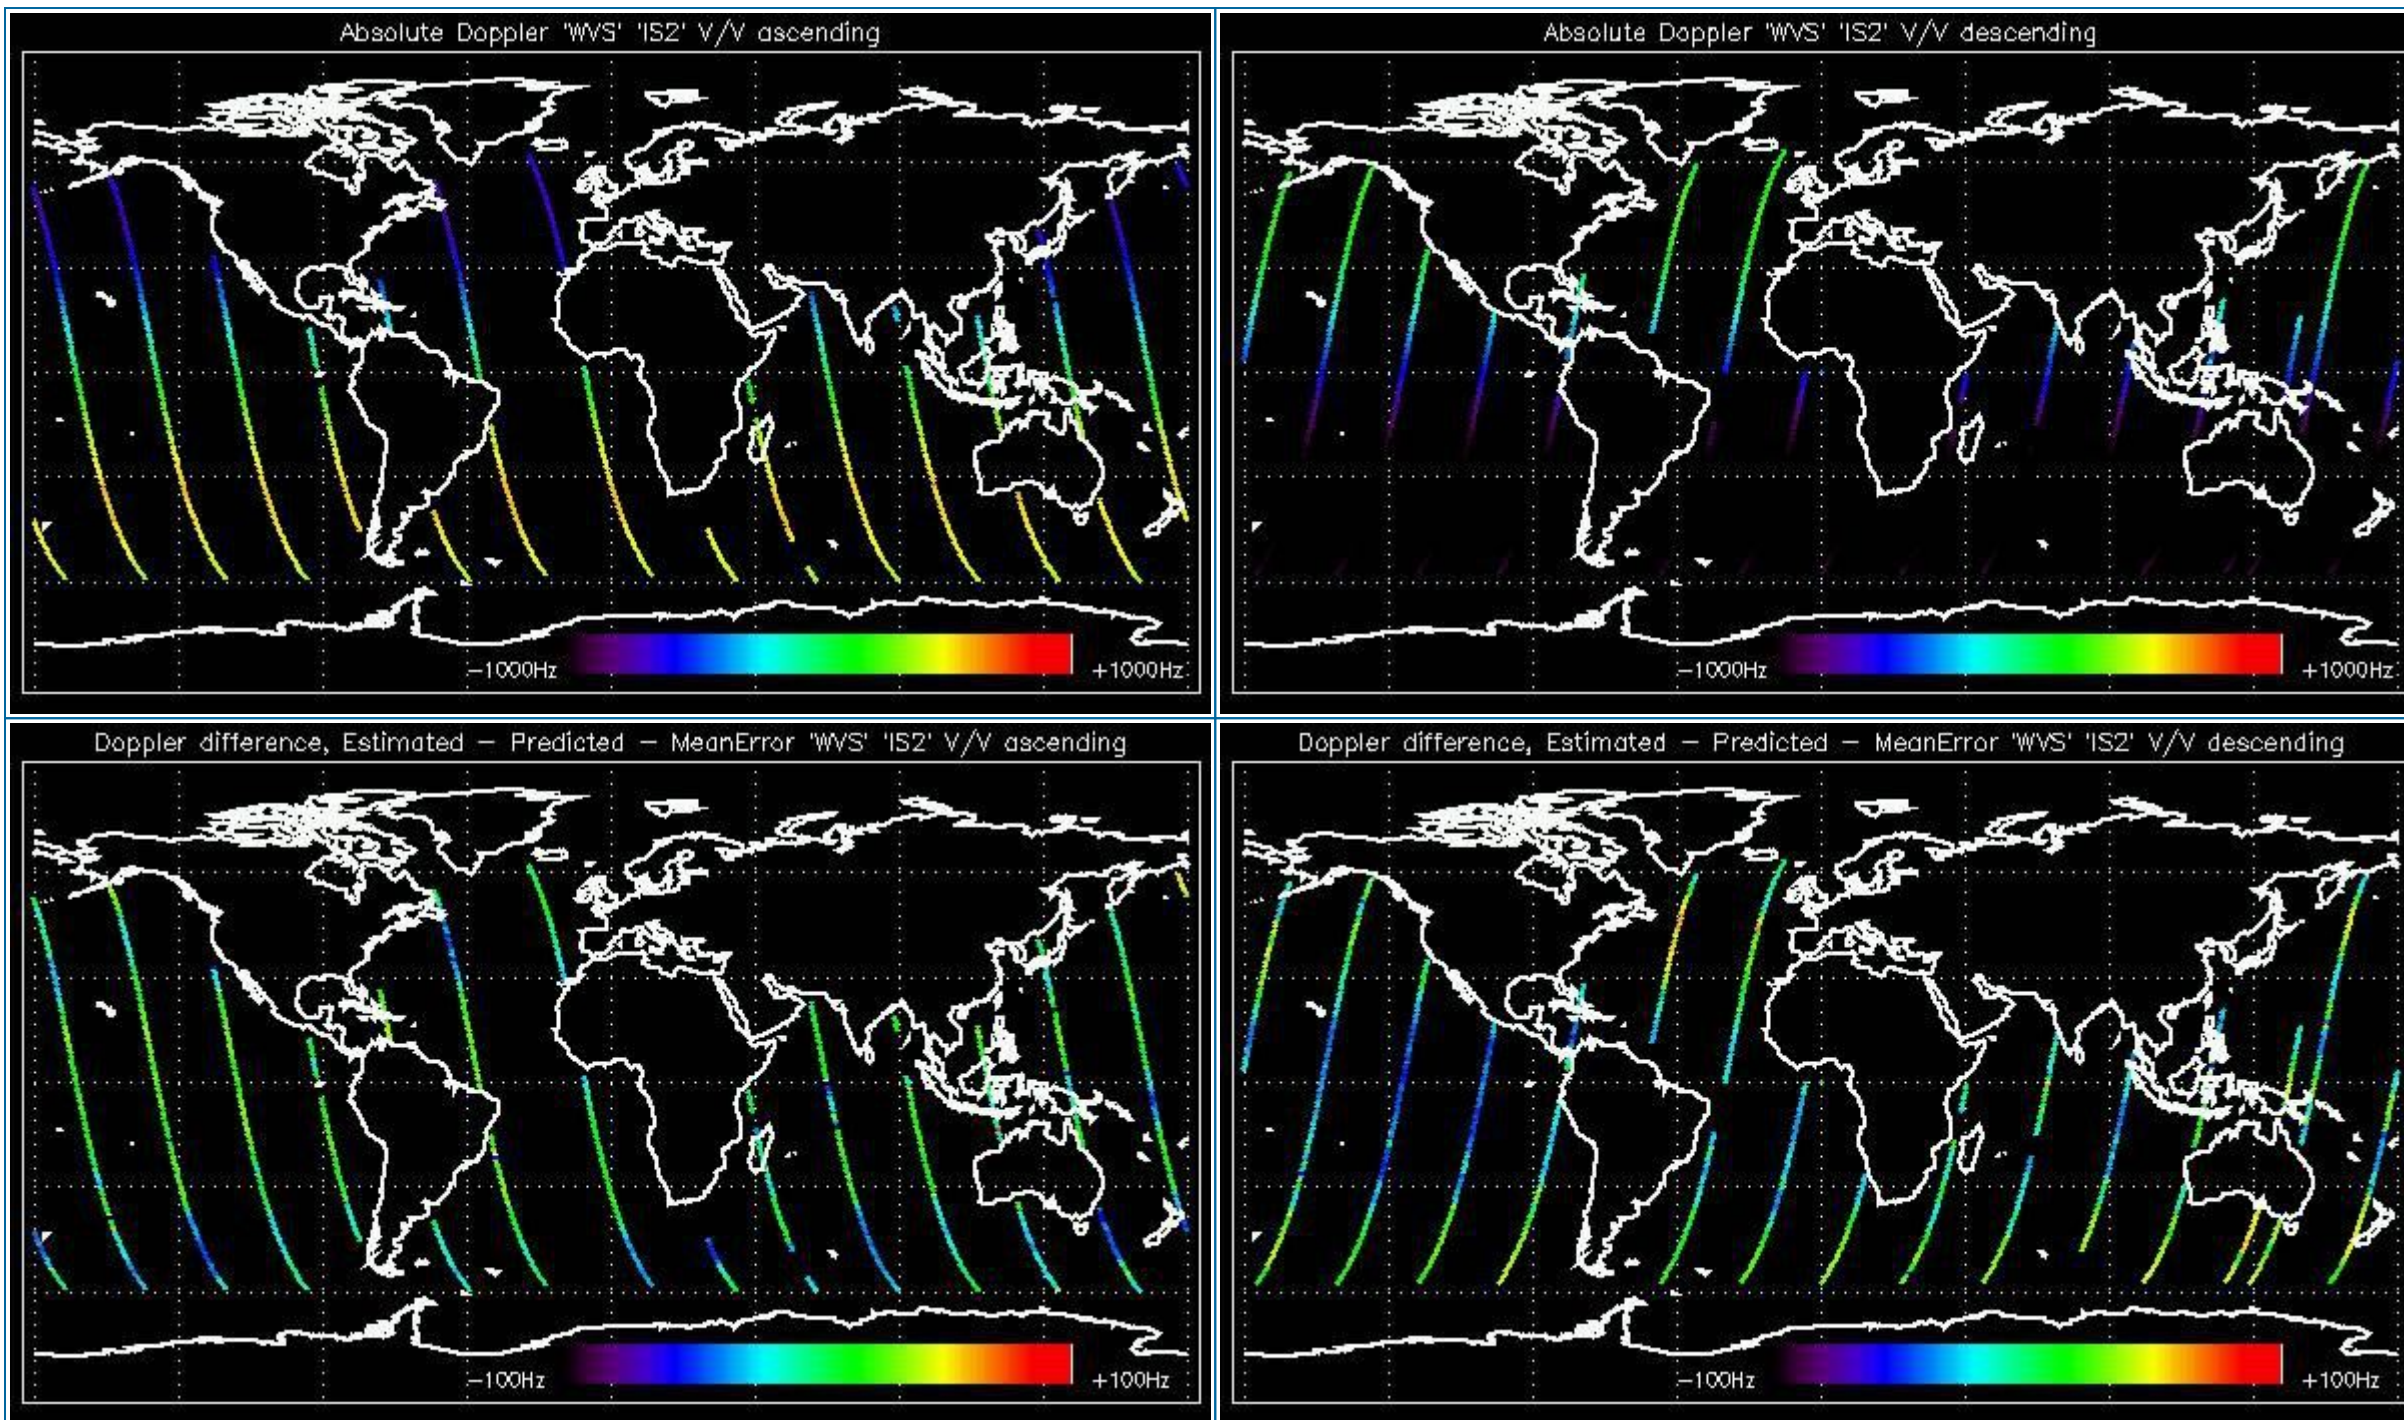 Absolute Doppler 'WVS' 'IS2' V/V ascending
-1000Hz
+1000Hz
Absolute Doppler 'WVS' 'IS2' V/V descending
-1000Hz
+1000Hz
Doppler difference, Estimated - Predicted - MeanError 'WVS' 'IS2' V/V ascending
-100Hz
+100Hz
Doppler difference, Estimated - Predicted - MeanError 'WVS' 'IS2' V/V descending
-100Hz
+100Hz